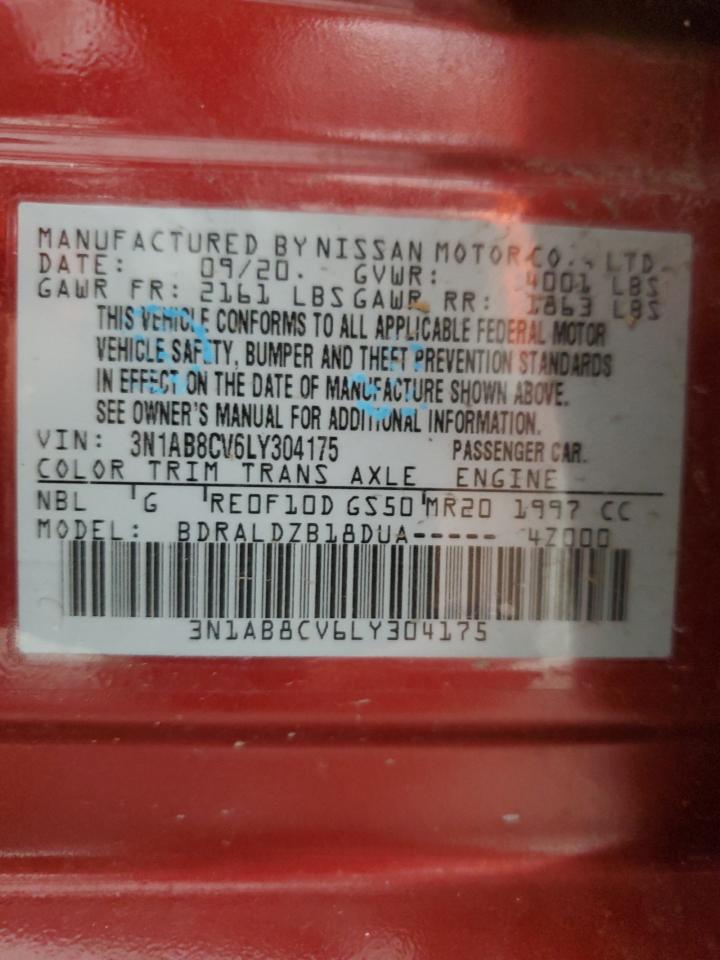 MANUFACTURED BY NISSAN MOTOR CO., LTD.
DATE: 09/20. GVWR: 4001 LBS
GAWR FR: 2161 LBS GAWR RR: 1863 LBS
THIS VEHICLE CONFORMS TO ALL APPLICABLE FEDERAL MOTOR
VEHICLE SAFETY, BUMPER AND THEFT PREVENTION STANDARDS
IN EFFECT ON THE DATE OF MANUFACTURE SHOWN ABOVE.
SEE OWNER'S MANUAL FOR ADDITIONAL INFORMATION.
VIN: 3N1AB8CV6LY304175 PASSENGER CAR.
COLOR TRIM TRANS AXLE ENGINE
NBL G RE0F10D GS50 MR20 1997 CC
MODEL: BDRALDZB18DUA----- 4Z000
3N1AB8CV6LY304175